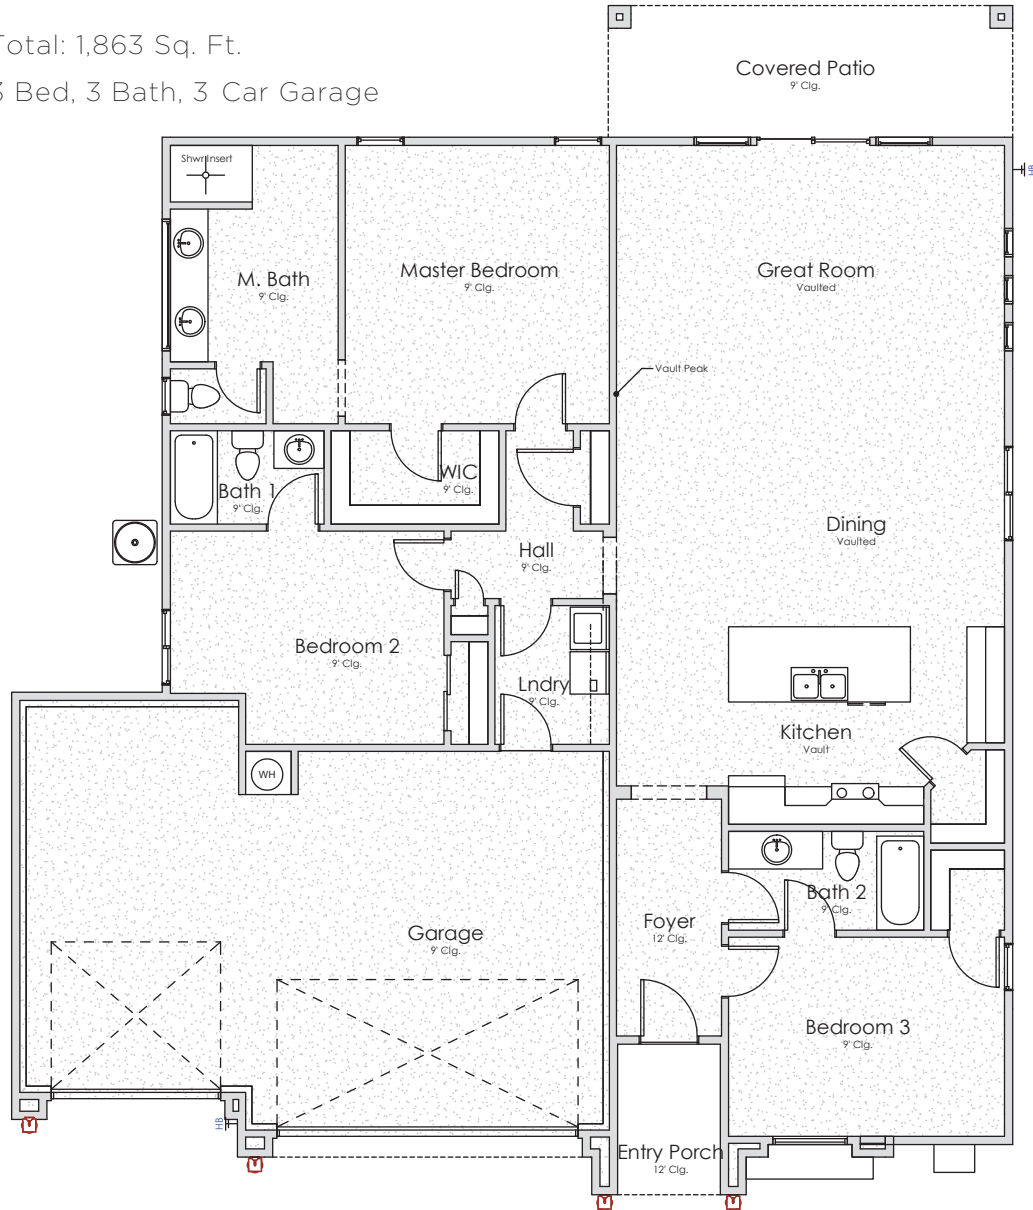 Total: 1,863 Sq. Ft.
3 Bed, 3 Bath, 3 Car Garage
Covered Patio
9' Clg.
Shwr Insert
HB
M. Bath
9' Clg.
Master Bedroom
9' Clg.
Great Room
Vaulted
Vault Peak
WIC
9' Clg.
Bath 1
9' Clg.
Dining
Vaulted
Hall
9' Clg.
Bedroom 2
9' Clg.
Lndry
9' Clg.
Kitchen
Vault
WH
Bath 2
9' Clg.
Foyer
12' Clg.
Garage
9' Clg.
Bedroom 3
9' Clg.
HB
Entry Porch
12' Clg.